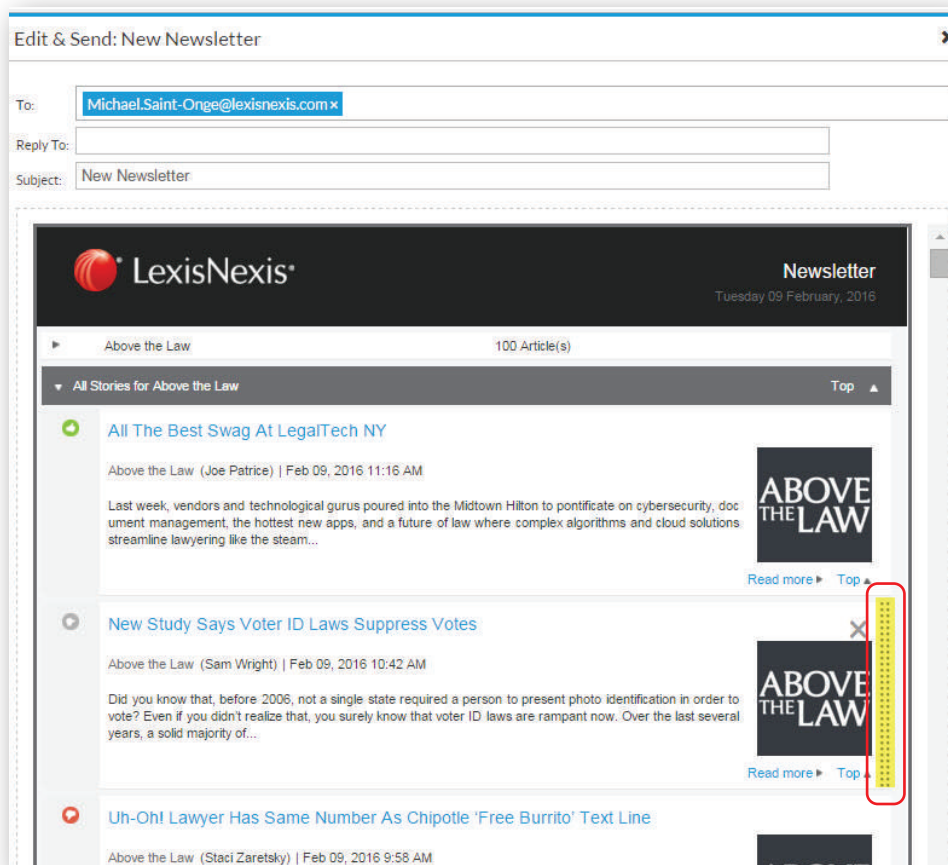 Edit & Send: New Newsletter
To: Michael.Saint-Onge@lexisnexis.com ×
Reply To:
Subject: New Newsletter
LexisNexis
Newsletter
Tuesday 09 February, 2016
Above the Law 100 Article(s)
All Stories for Above the Law Top
All The Best Swag At LegalTech NY
Above the Law (Joe Patrice) | Feb 09, 2016 11:16 AM
Last week, vendors and technological gurus poured into the Midtown Hilton to pontificate on cybersecurity, doc
ument management, the hottest new apps, and a future of law where complex algorithms and cloud solutions
streamline lawyering like the steam...
ABOVE
THE LAW
Read more Top
New Study Says Voter ID Laws Suppress Votes
Above the Law (Sam Wright) | Feb 09, 2016 10:42 AM
Did you know that, before 2006, not a single state required a person to present photo identification in order to
vote? Even if you didn't realize that, you surely know that voter ID laws are rampant now. Over the last several
years, a solid majority of...
ABOVE
THE LAW
Read more Top
Uh-Oh! Lawyer Has Same Number As Chipotle 'Free Burrito' Text Line
Above the Law (Staci Zaretsky) | Feb 09, 2016 9:58 AM